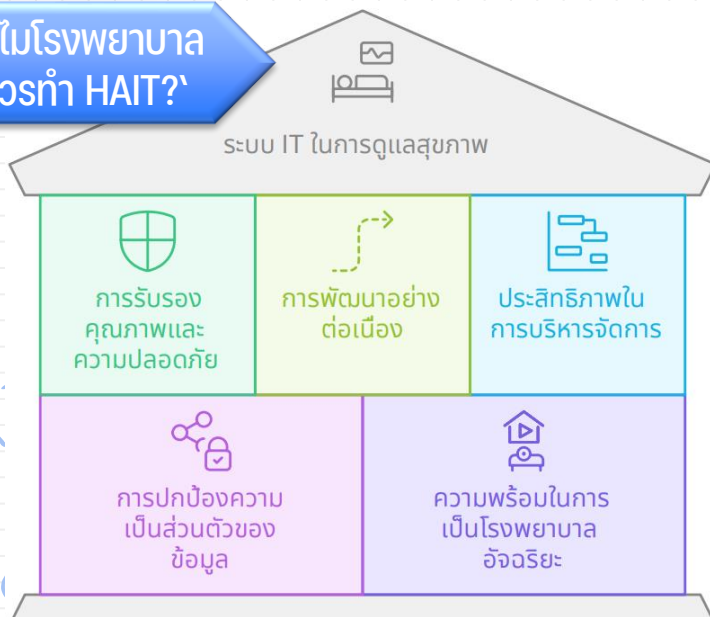 ไมโรงพยาบาล
วรทำ HAIT?`
ระบบ IT ในการดูแลสุขภาพ
การรับรอง
คุณภาพและ
ความปลอดภัย
การพัฒนาอย่าง
ต่อเนื่อง
ประสิทธิภาพใน
การบริหารจัดการ
การปกป้องความ
เป็นส่วนตัวของ
ข้อมูล
ความพร้อมในการ
เป็นโรงพยาบาล
อัจฉริยะ